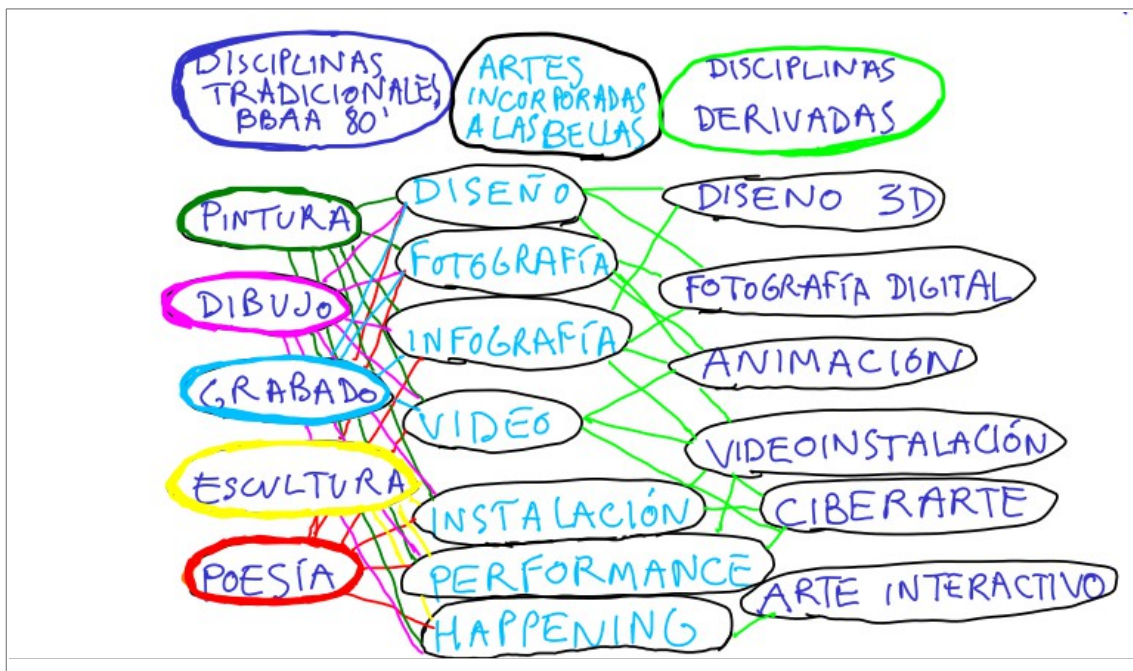 DISCIPLINAS
TRADICIONALES,
BBAA 80'
ARTES
INCORPORADAS
A LAS BELLAS
DISCIPLINAS
DERIVADAS
PINTURA
DIBUJO
GRABADO
ESCULTURA
POESÍA
DISEÑO
FOTOGRAFÍA
INFOGRAFÍA
VIDEO
INSTALACIÓN
PERFORMANCE
HAPPENING
DISENO 3D
FOTOGRAFÍA DIGITAL
ANIMACIÓN
VIDEOINSTALACIÓN
CIBERARTE
ARTE INTERACTIVO